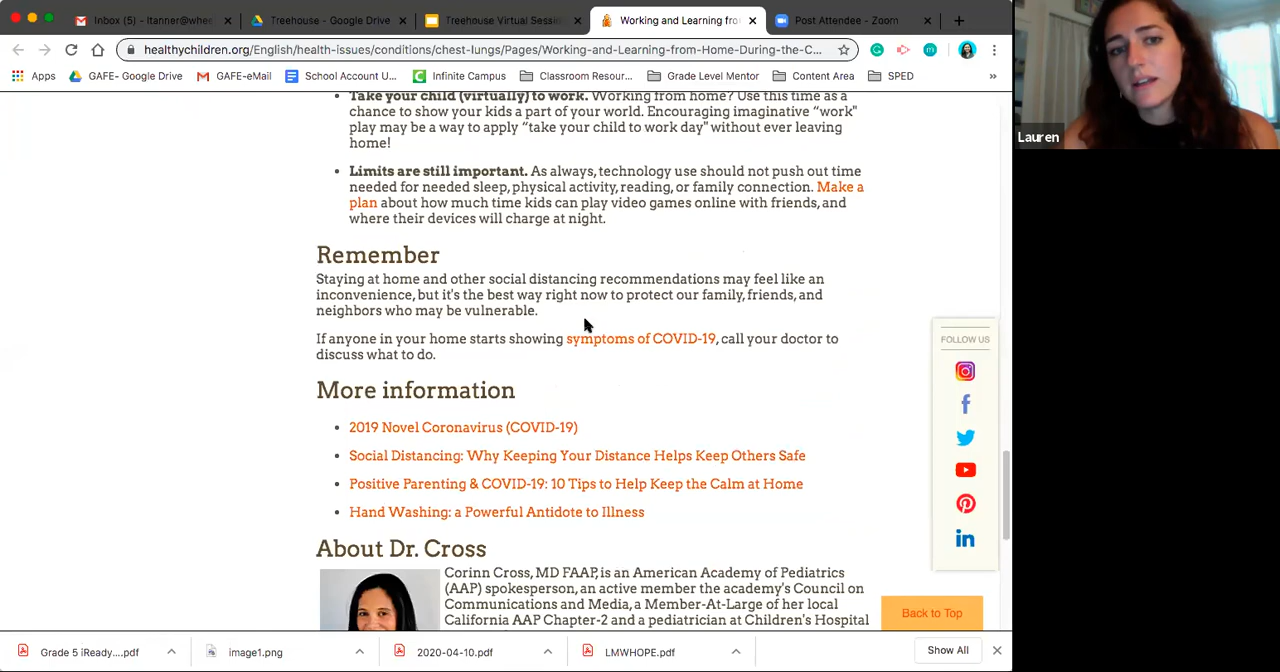 Inbox (5) - ltanner@whee
Treehouse - Google Drive
Treehouse Virtual Sessi
Working and Learning fro
Post Attendee - Zoom
healthychildren.org/English/health-issues/conditions/chest-lungs/Pages/Working-and-Learning-from-Home-During-the-C...
Apps
GAFE- Google Drive
GAFE-eMail
School Account U...
Infinite Campus
Classroom Resour...
Grade Level Mentor
Content Area
SPED
»
Lauren
• Take your child (virtually) to work. Working from home? Use this time as a
chance to show your kids a part of your world. Encouraging imaginative “work"
play may be a way to apply “take your child to work day" without ever leaving
home!
• Limits are still important. As always, technology use should not push out time
needed for needed sleep, physical activity, reading, or family connection. Make a
plan about how much time kids can play video games online with friends, and
where their devices will charge at night.
Remember
Staying at home and other social distancing recommendations may feel like an
inconvenience, but it's the best way right now to protect our family, friends, and
neighbors who may be vulnerable.
If anyone in your home starts showing symptoms of COVID-19, call your doctor to
discuss what to do.
More information
• 2019 Novel Coronavirus (COVID-19)
• Social Distancing: Why Keeping Your Distance Helps Keep Others Safe
• Positive Parenting & COVID-19: 10 Tips to Help Keep the Calm at Home
• Hand Washing: a Powerful Antidote to Illness
About Dr. Cross
Corinn Cross, MD FAAP, is an American Academy of Pediatrics
(AAP) spokesperson, an active member the academy's Council on
Communications and Media, a Member-At-Large of her local
California AAP Chapter-2 and a pediatrician at Children's Hospital
FOLLOW US
Back to Top
Grade 5 iReady....pdf
image1.png
2020-04-10.pdf
LMWHOPE.pdf
Show All